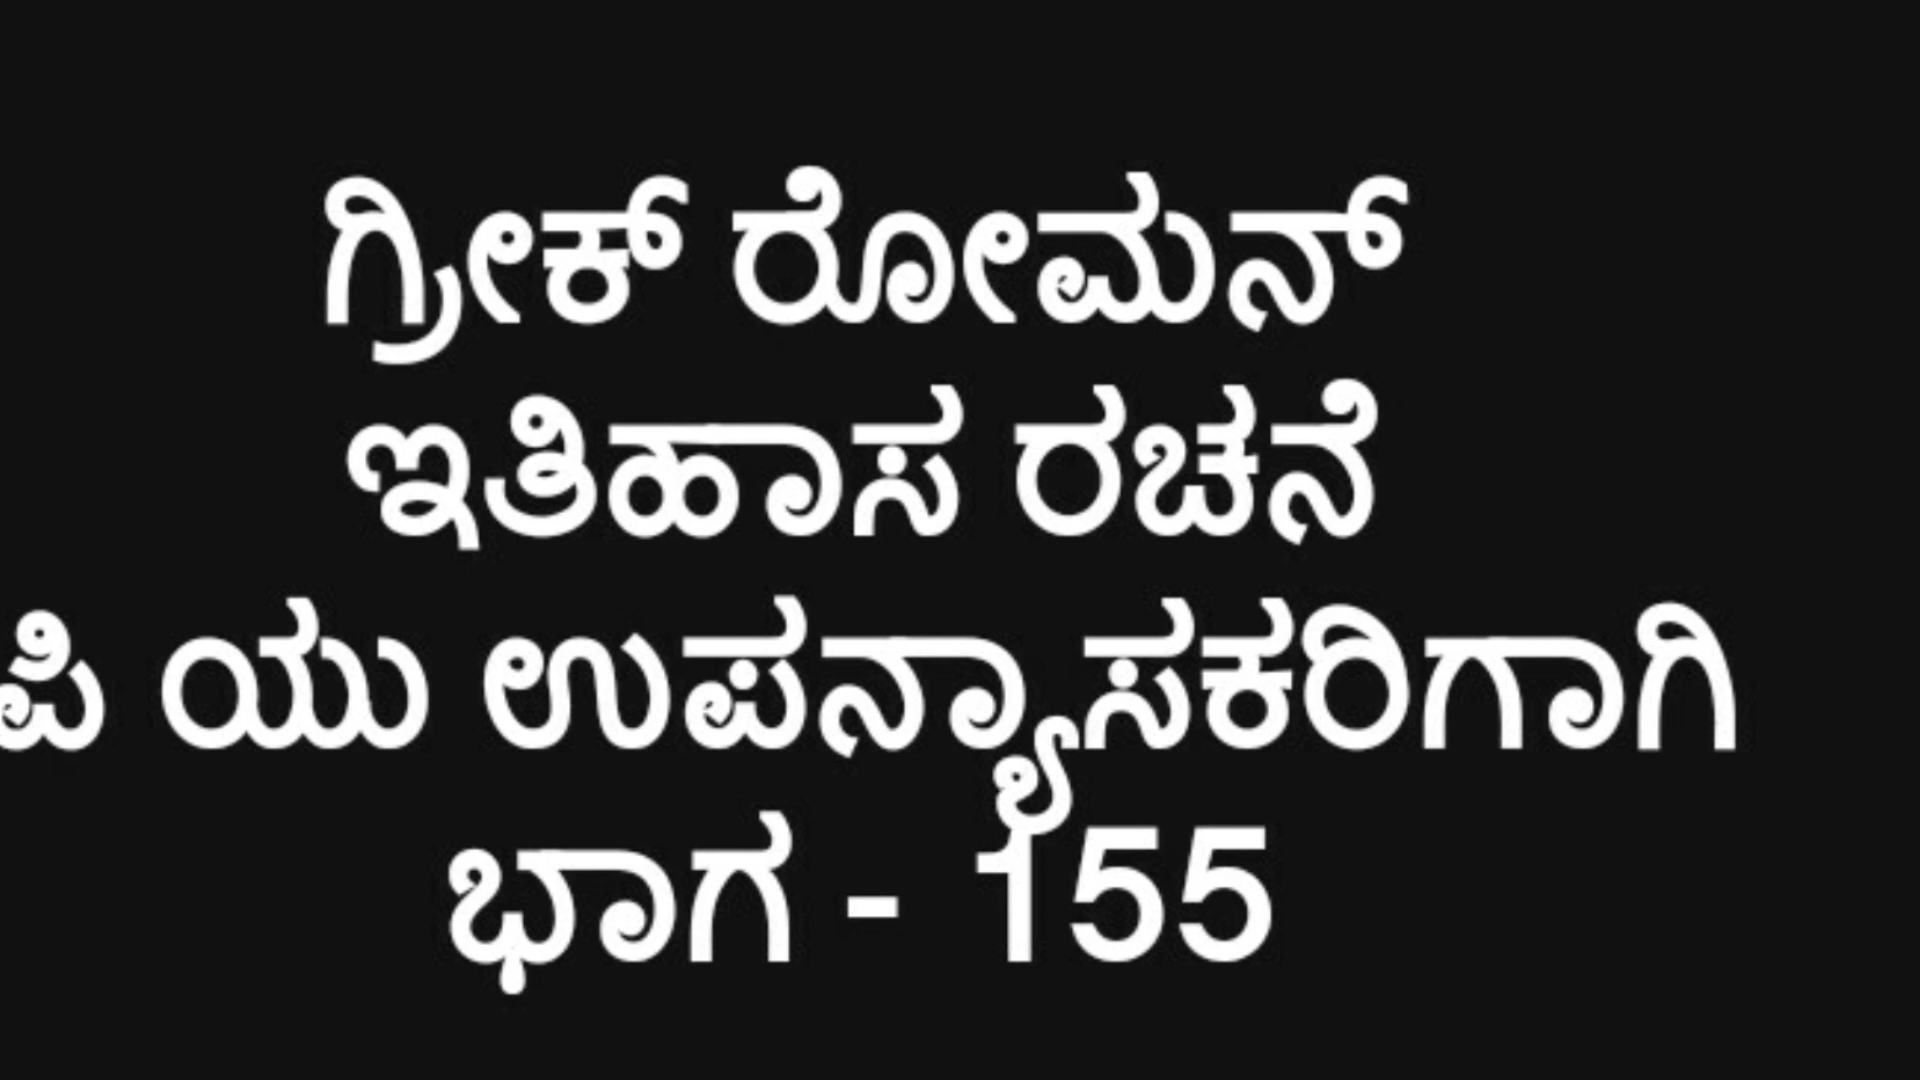 ಗ್ರೀಕ್ ರೋಮನ್
ಇತಿಹಾಸ ರಚನೆ
ಪಿ ಯು ಉಪನ್ಯಾಸಕರಿಗಾಗಿ
ಭಾಗ - 155